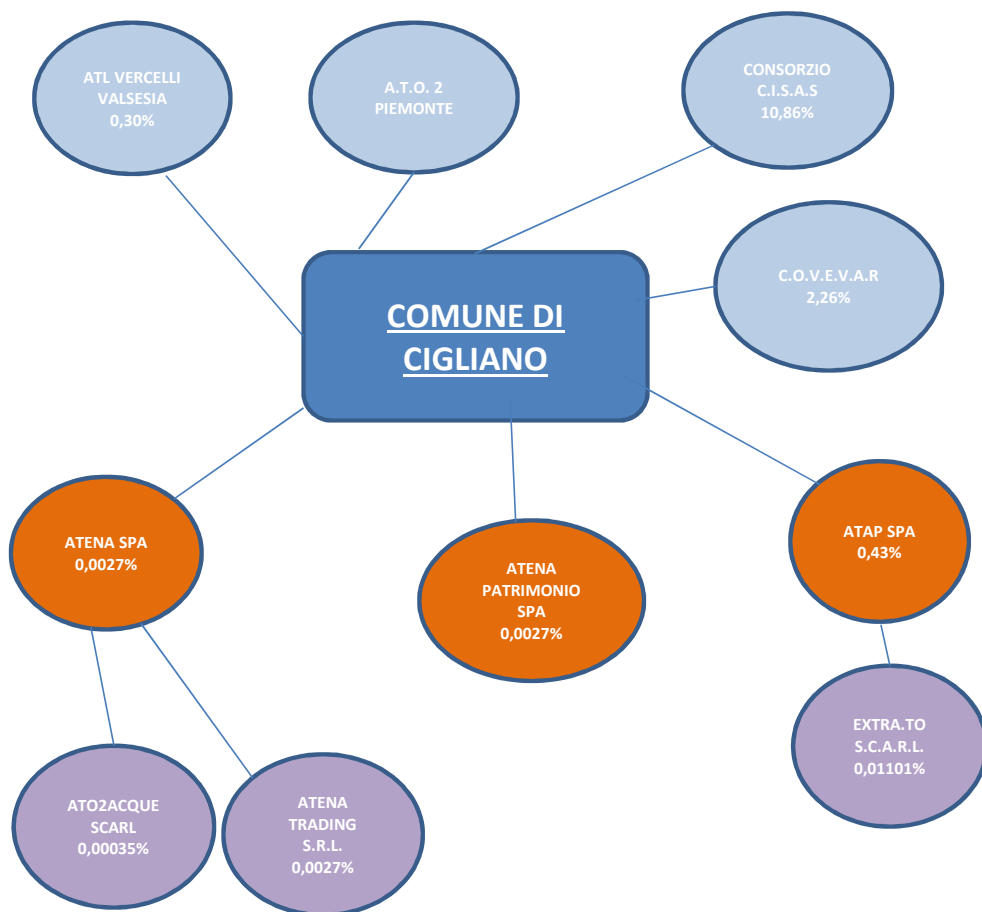 ATL VERCELLI
VALSESIA
0,30%
A.T.O. 2
PIEMONTE
CONSORZIO
C.I.S.A.S
10,86%
C.O.V.E.V.A.R
2,26%
COMUNE DI
CIGLIANO
ATENA SPA
0,0027%
ATENA
PATRIMONIO
SPA
0,0027%
ATAP SPA
0,43%
ATO2ACQUE
SCARL
0,00035%
ATENA
TRADING
S.R.L.
0,0027%
EXTRA.TO
S.C.A.R.L.
0,01101%